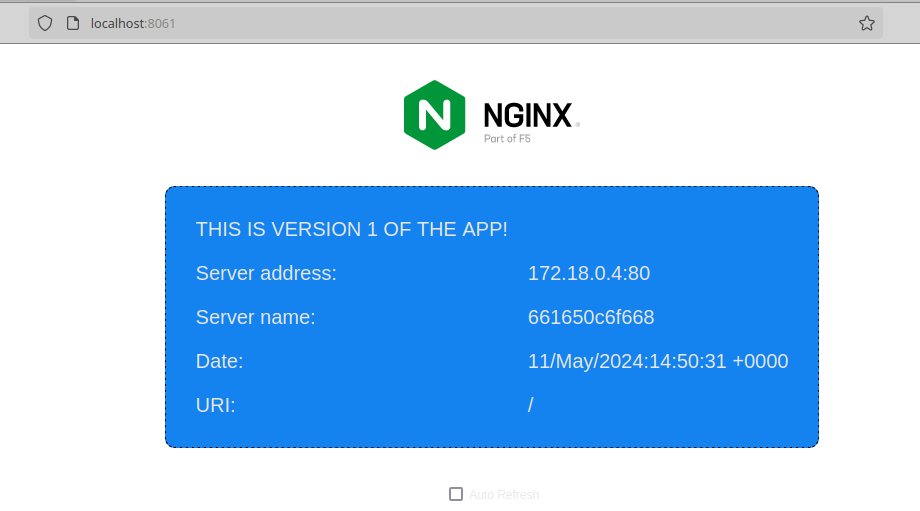 localhost:8061
N NGINX
Part of F5
THIS IS VERSION 1 OF THE APP!
Server address: 172.18.0.4:80
Server name: 661650c6f668
Date: 11/May/2024:14:50:31 +0000
URI: /
Auto Refresh